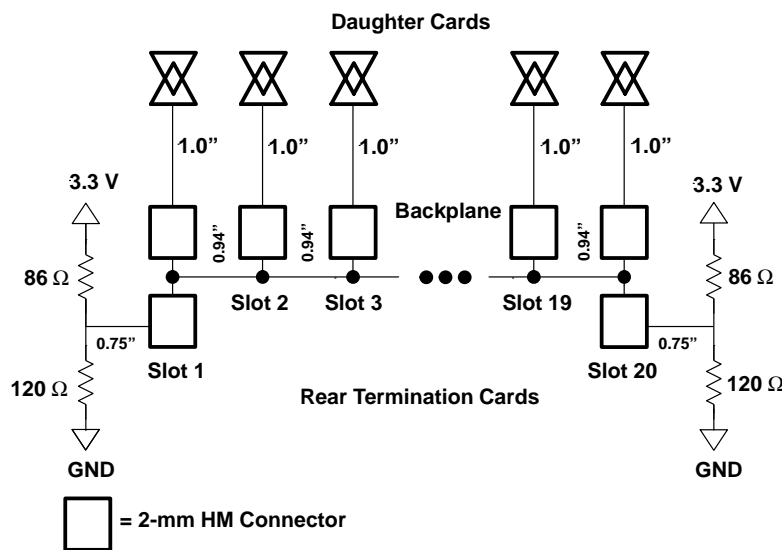 Daughter Cards
1.0”
1.0”
1.0”
1.0”
1.0”
3.3 V
3.3 V
Backplane
0.94”
0.94”
0.94”
86 Ω
86 Ω
Slot 2
Slot 3
Slot 19
0.75”
0.75”
Slot 1
Slot 20
120 Ω
120 Ω
Rear Termination Cards
GND
GND
= 2-mm HM Connector